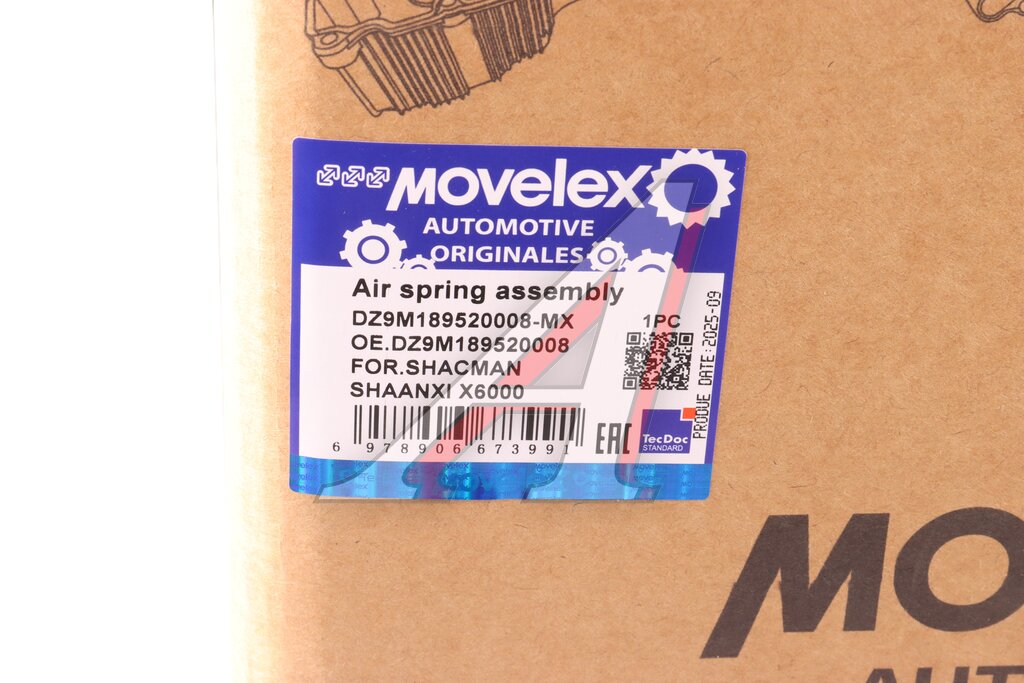 MOVelex
AUTOMOTIVE
ORIGINALES
Air spring assembly
DZ9M189520008-MX
1PC
OE.DZ9M189520008
FOR.SHACMAN
SHAANXI X6000
6 978906 673991
EAC
TecDoc
STANDARD
PRODUE DATE:2025-09
MO
AUT